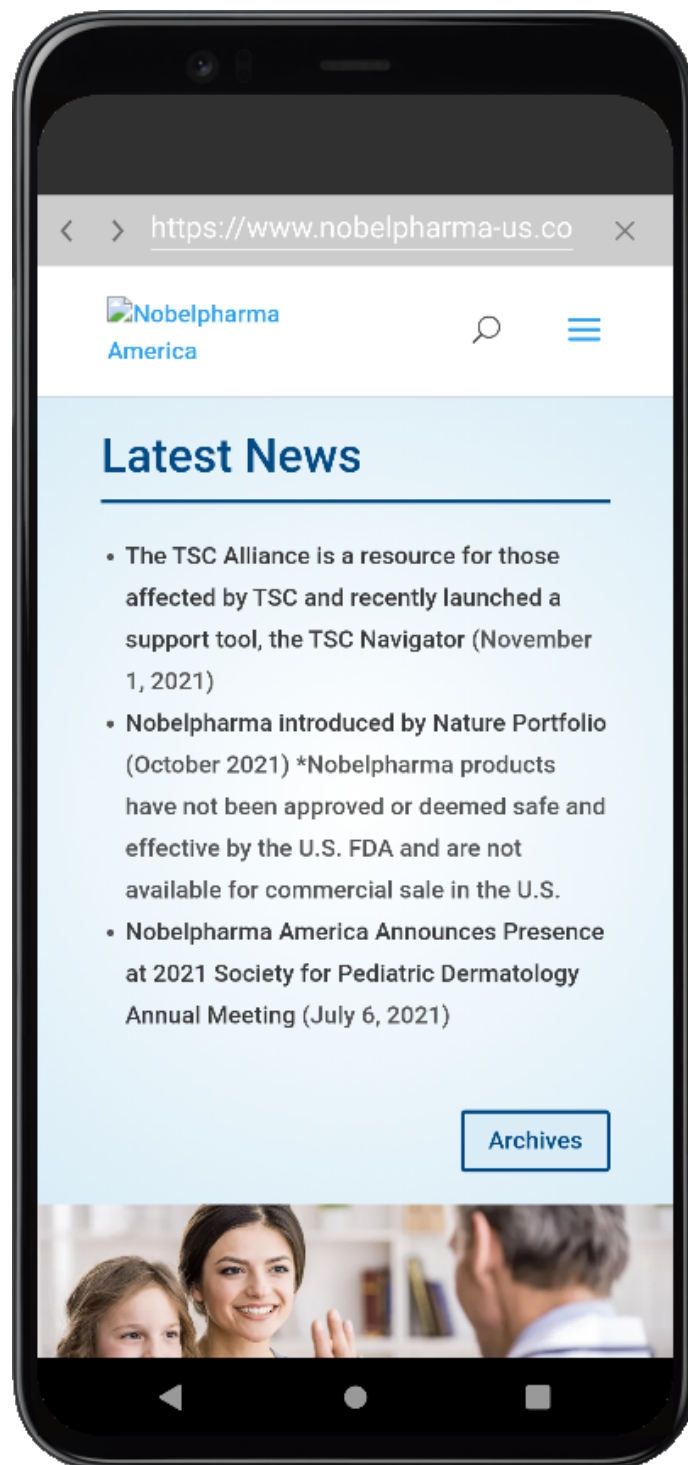 https://www.nobelpharma-us.co
Nobelpharma
America
Latest News
• The TSC Alliance is a resource for those
affected by TSC and recently launched a
support tool, the TSC Navigator (November
1, 2021)
• Nobelpharma introduced by Nature Portfolio
(October 2021) *Nobelpharma products
have not been approved or deemed safe and
effective by the U.S. FDA and are not
available for commercial sale in the U.S.
• Nobelpharma America Announces Presence
at 2021 Society for Pediatric Dermatology
Annual Meeting (July 6, 2021)
Archives